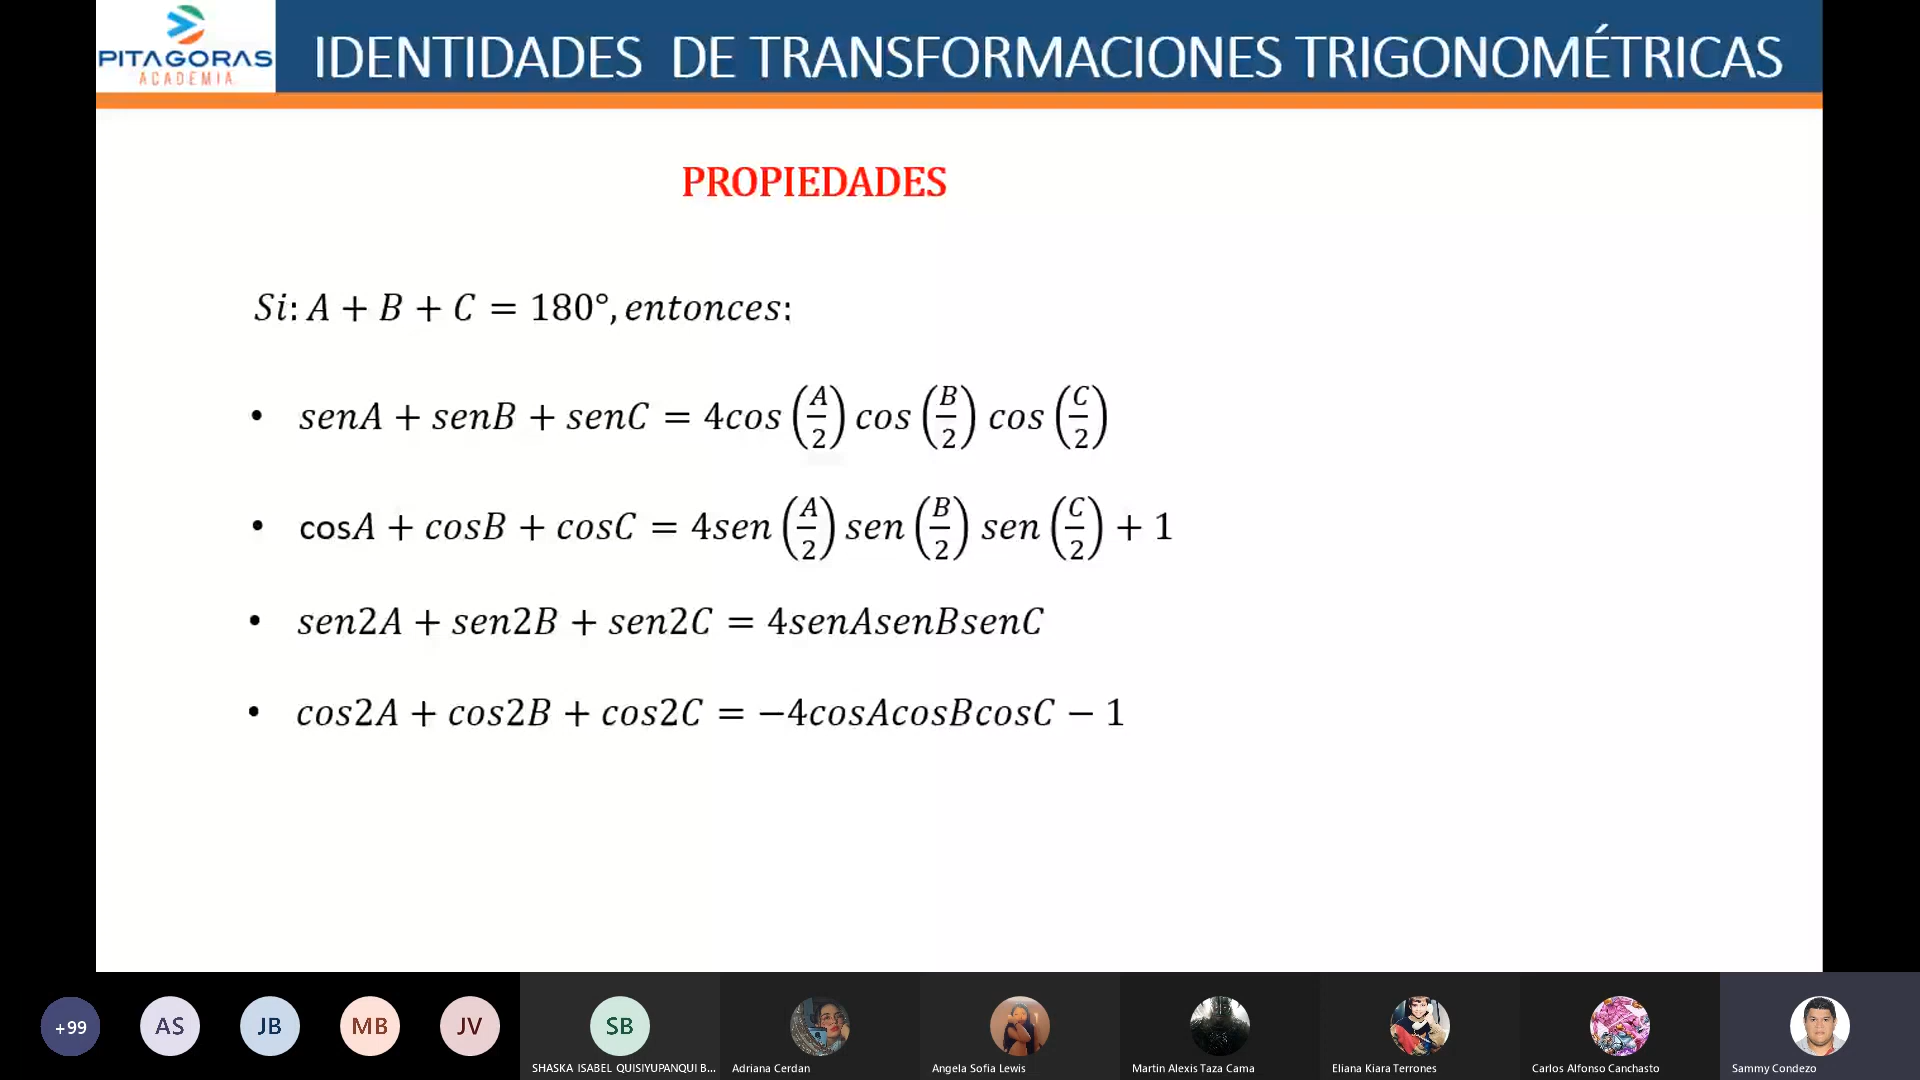 PITAGORAS
ACADEMIA
IDENTIDADES DE TRANSFORMACIONES TRIGONOMÉTRICAS
PROPIEDADES
Si: A + B + C = 180°, entonces:
• senA + senB + senC = 4cos(A/2)cos(B/2)cos(C/2)
• cosA + cosB + cosC = 4sen(A/2)sen(B/2)sen(C/2) + 1
• sen2A + sen2B + sen2C = 4senAsenBsenC
• cos2A + cos2B + cos2C = −4cosAcosBcosC − 1
+99 AS JB MB JV SB
SHASKA ISABEL QUISIYUPANQUI B... Adriana Cerdan Angela Sofia Lewis Martin Alexis Taza Cama Eliana Kiara Terrones Carlos Alfonso Canchasto Sammy Condezo